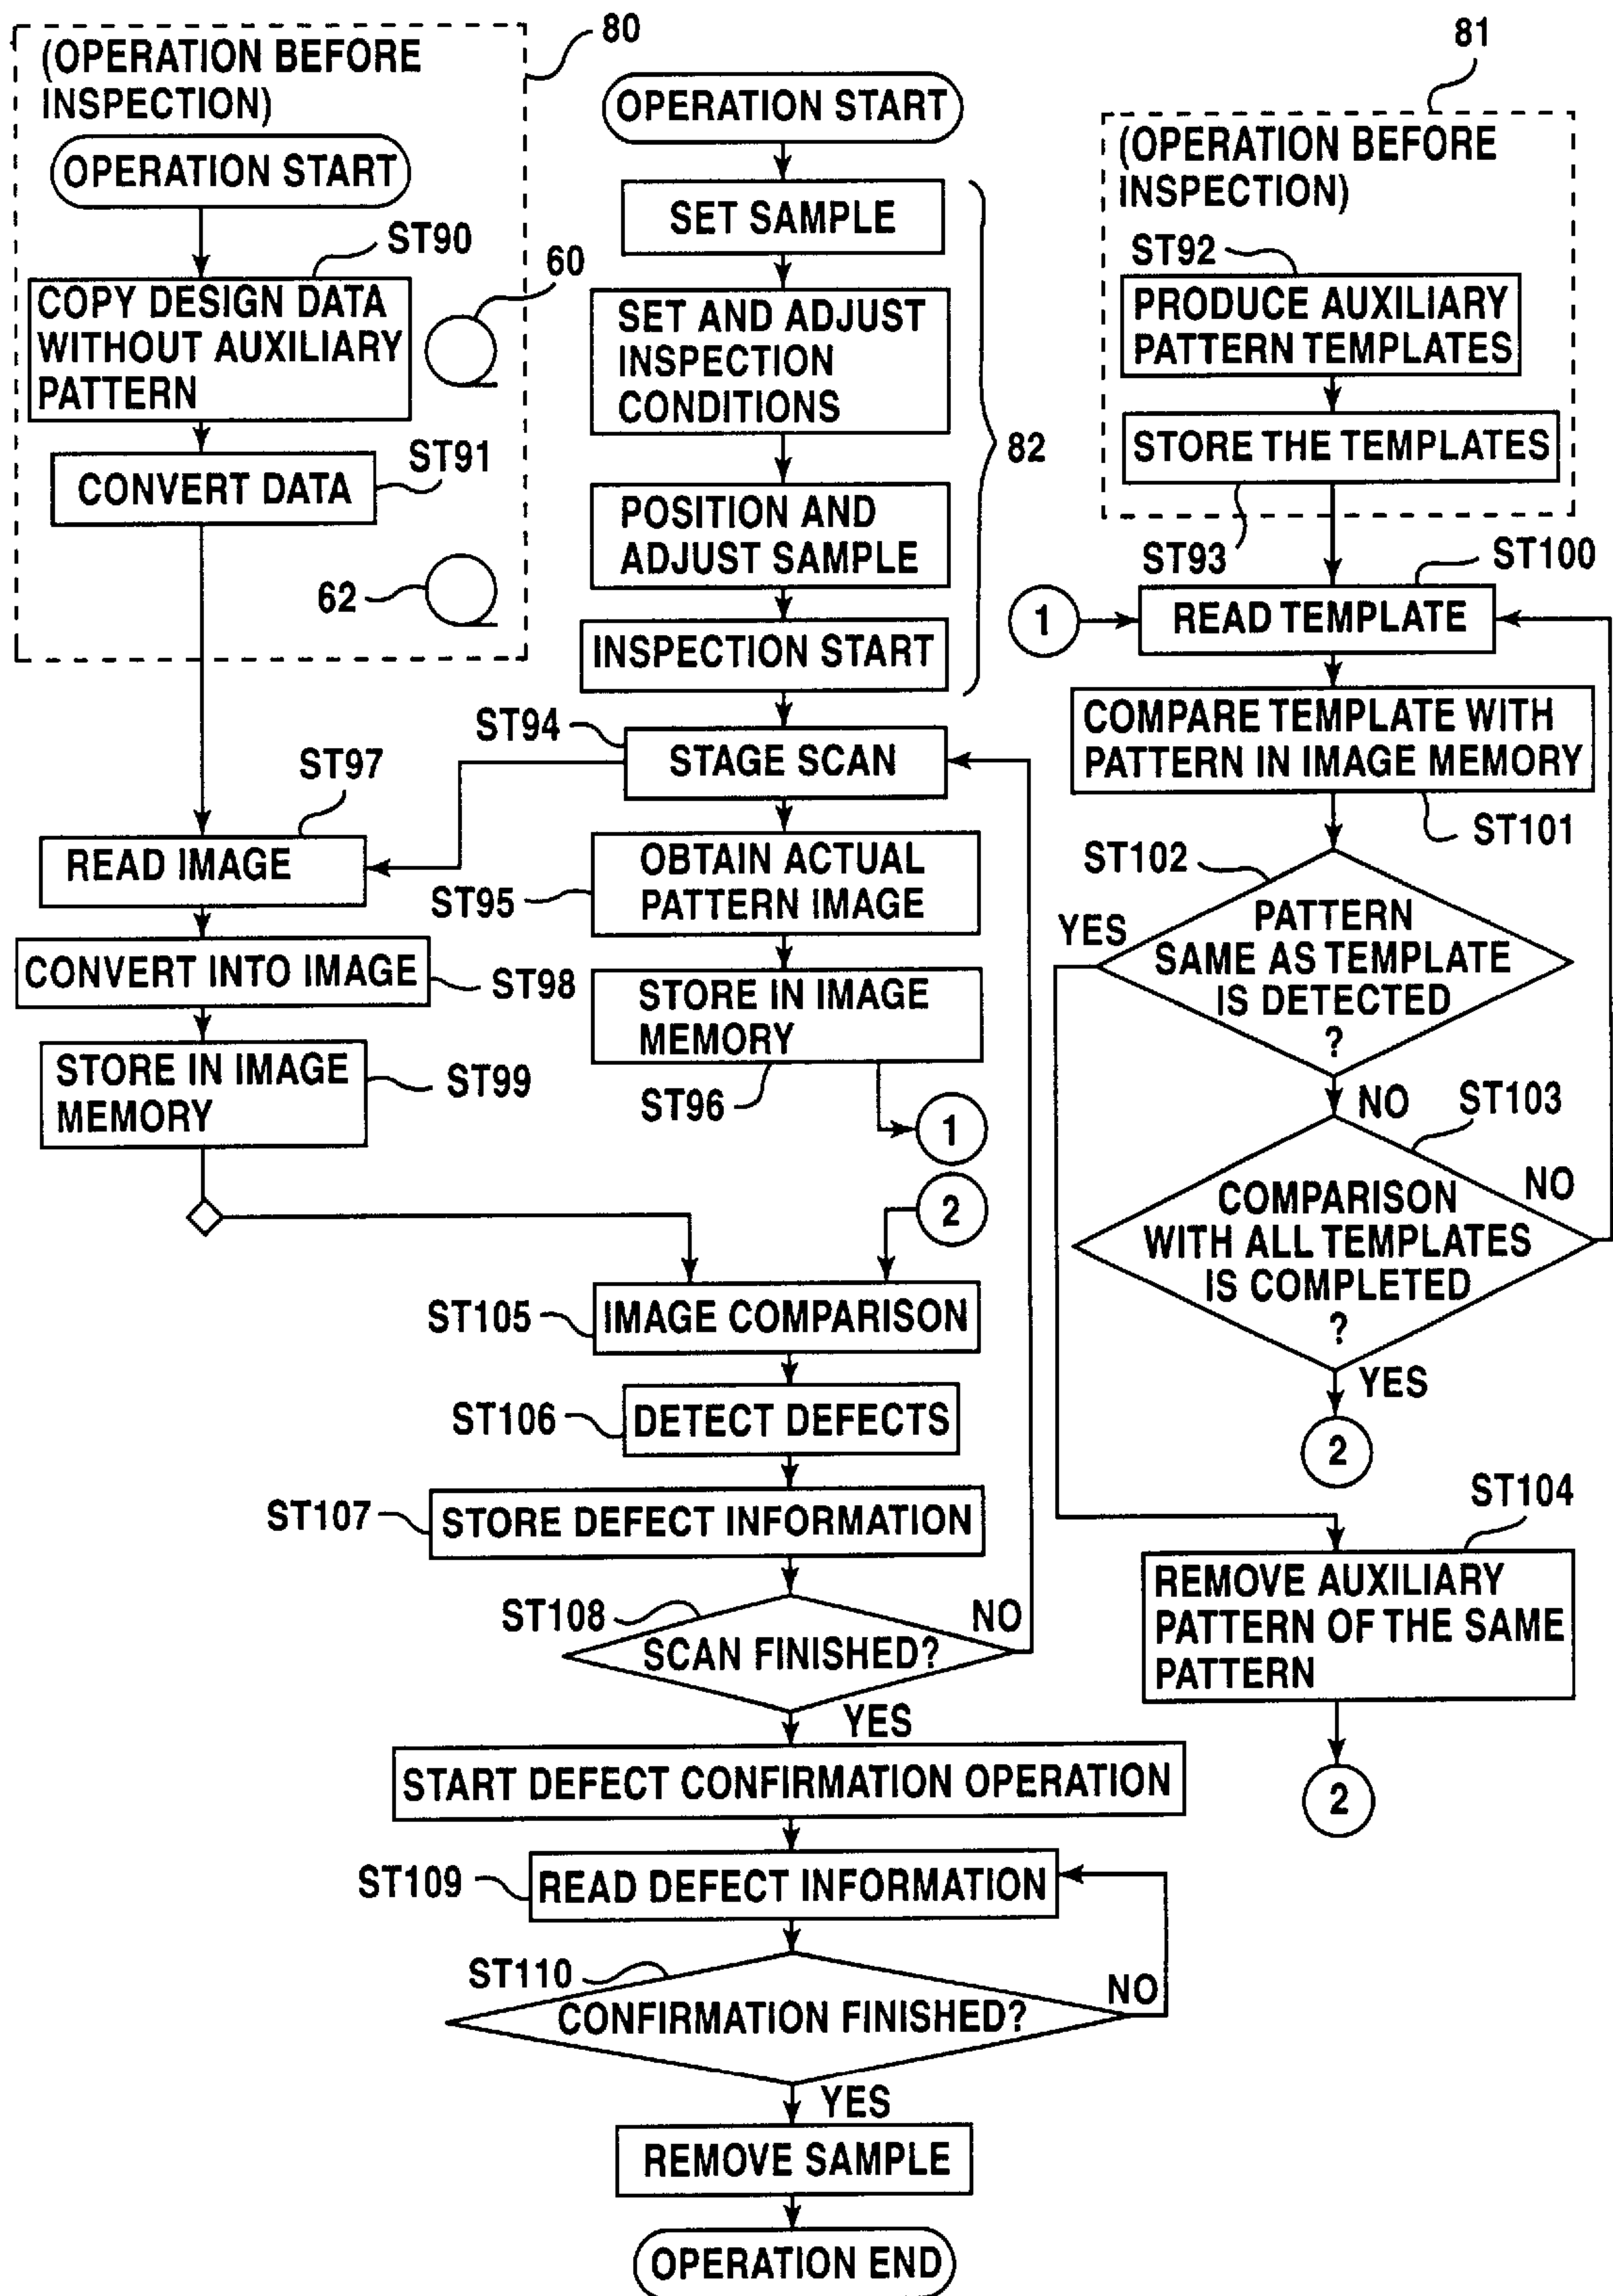 80
(OPERATION BEFORE
INSPECTION)
OPERATION START
ST90
COPY DESIGN DATA
WITHOUT AUXILIARY
PATTERN
60
ST91
CONVERT DATA
62
ST97
READ IMAGE
CONVERT INTO IMAGE
ST98
STORE IN IMAGE
MEMORY
ST99
OPERATION START
SET SAMPLE
SET AND ADJUST
INSPECTION
CONDITIONS
82
POSITION AND
ADJUST SAMPLE
INSPECTION START
ST94
STAGE SCAN
OBTAIN ACTUAL
PATTERN IMAGE
ST95
STORE IN IMAGE
MEMORY
ST96
1
2
ST105
IMAGE COMPARISON
ST106
DETECT DEFECTS
ST107
STORE DEFECT INFORMATION
ST108
NO
SCAN FINISHED?
YES
START DEFECT CONFIRMATION OPERATION
ST109
READ DEFECT INFORMATION
ST110
NO
CONFIRMATION FINISHED?
YES
REMOVE SAMPLE
OPERATION END
81
(OPERATION BEFORE
INSPECTION)
ST92
PRODUCE AUXILIARY
PATTERN TEMPLATES
STORE THE TEMPLATES
ST93
ST100
1
READ TEMPLATE
COMPARE TEMPLATE WITH
PATTERN IN IMAGE MEMORY
ST101
ST102
YES
PATTERN
SAME AS TEMPLATE
IS DETECTED
?
NO
ST103
NO
COMPARISON
WITH ALL TEMPLATES
IS COMPLETED
?
YES
2
ST104
REMOVE AUXILIARY
PATTERN OF THE SAME
PATTERN
2